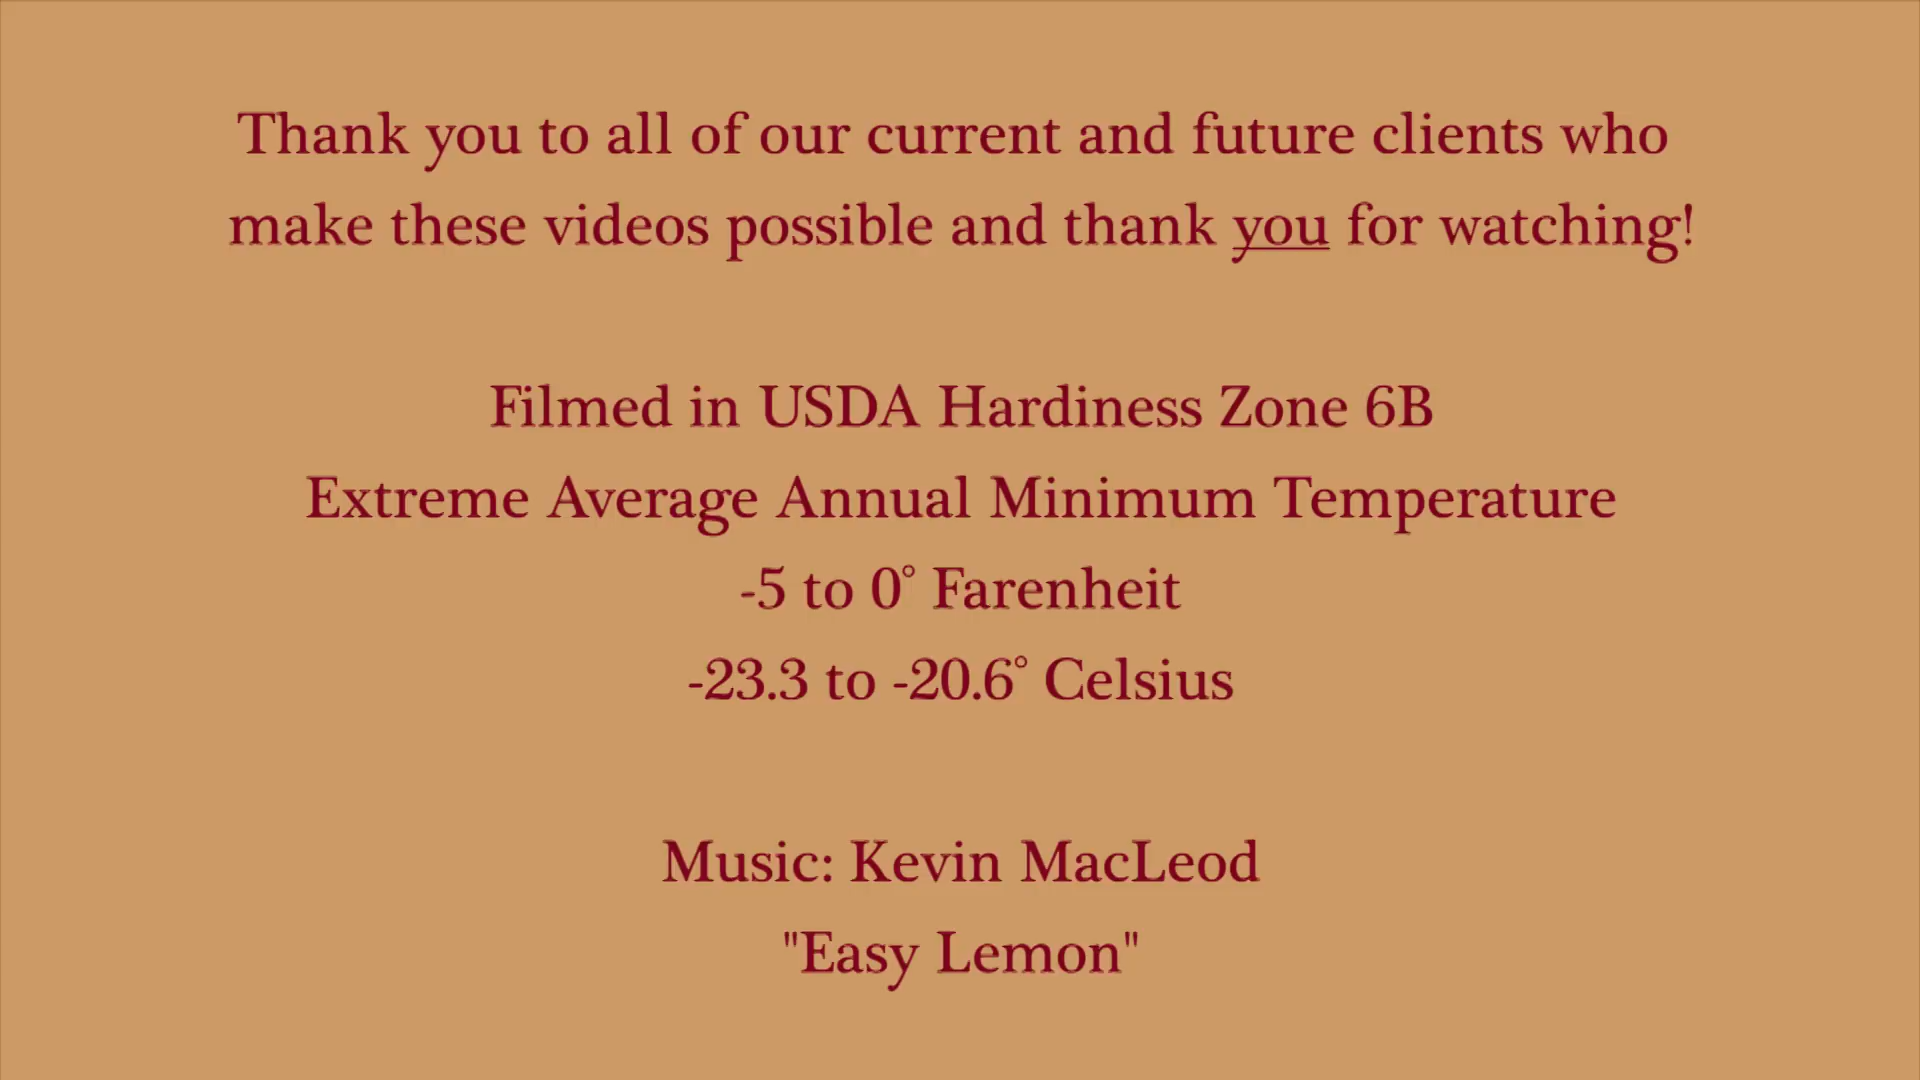 Thank you to all of our current and future clients who
make these videos possible and thank you for watching!
Filmed in USDA Hardiness Zone 6B
Extreme Average Annual Minimum Temperature
-5 to 0° Farenheit
-23.3 to -20.6° Celsius
Music: Kevin MacLeod
"Easy Lemon"